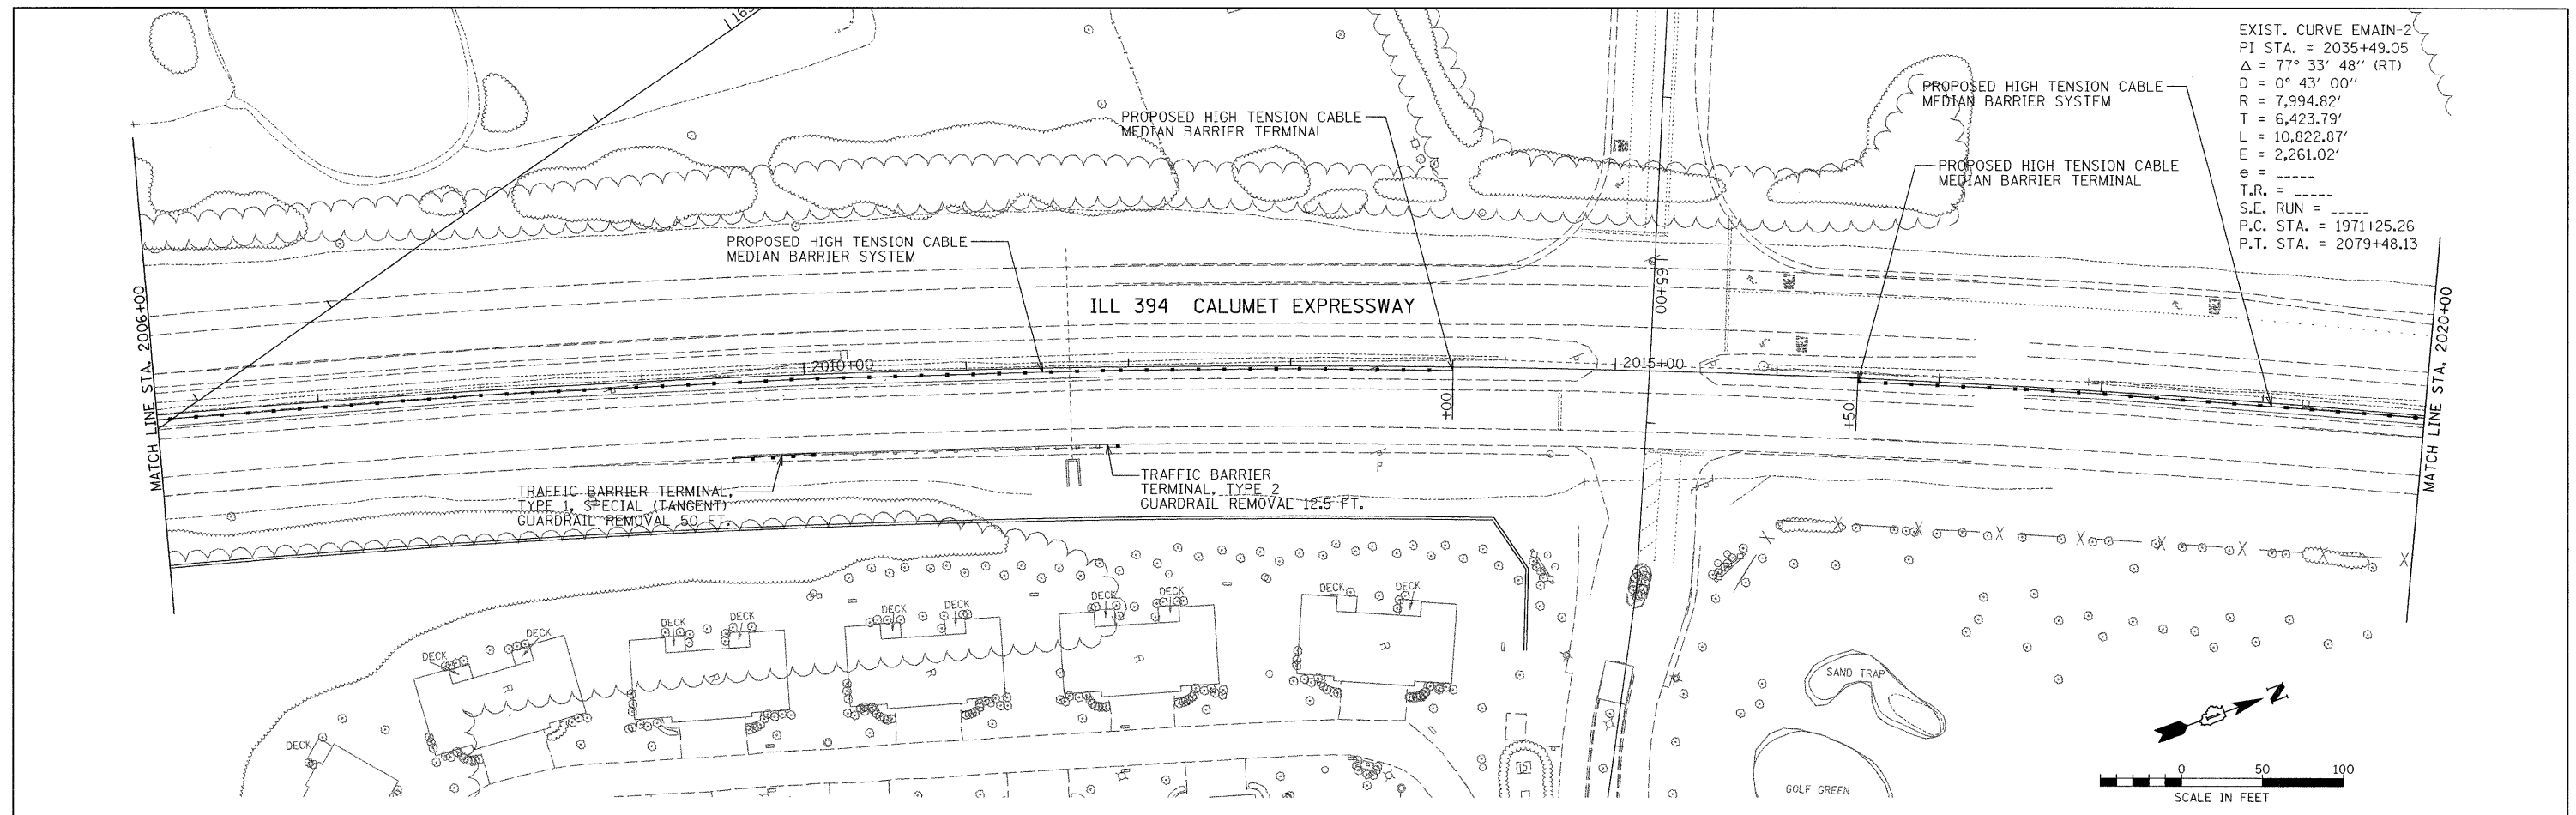 165
EXIST. CURVE EMAIN-2
PI STA. = 2035+49.05
Δ = 77° 33' 48'' (RT)
D = 0° 43' 00''
R = 7,994.82'
T = 6,423.79'
L = 10,822.87'
E = 2,261.02'
e = _____
T.R. = _____
S.E. RUN = _____
P.C. STA. = 1971+25.26
P.T. STA. = 2079+48.13
PROPOSED HIGH TENSION CABLE
MEDIAN BARRIER SYSTEM
PROPOSED HIGH TENSION CABLE
MEDIAN BARRIER TERMINAL
PROPOSED HIGH TENSION CABLE
MEDIAN BARRIER TERMINAL
PROPOSED HIGH TENSION CABLE
MEDIAN BARRIER SYSTEM
ILL 394 CALUMET EXPRESSWAY
65+00
MATCH LINE STA. 2006+00
MATCH LINE STA. 2020+00
2010+00
2015+00
+00
+50
TRAFFIC BARRIER TERMINAL,
TYPE 1, SPECIAL (TANGENT)
GUARDRAIL REMOVAL 50 FT.
TRAFFIC BARRIER
TERMINAL, TYPE 2
GUARDRAIL REMOVAL 12.5 FT.
DECK
DECK
DECK
DECK
DECK
DECK
DECK
DECK
DECK
DECK
DECK
R
R
R
R
R
SAND TRAP
GOLF GREEN
N
0 50 100
SCALE IN FEET